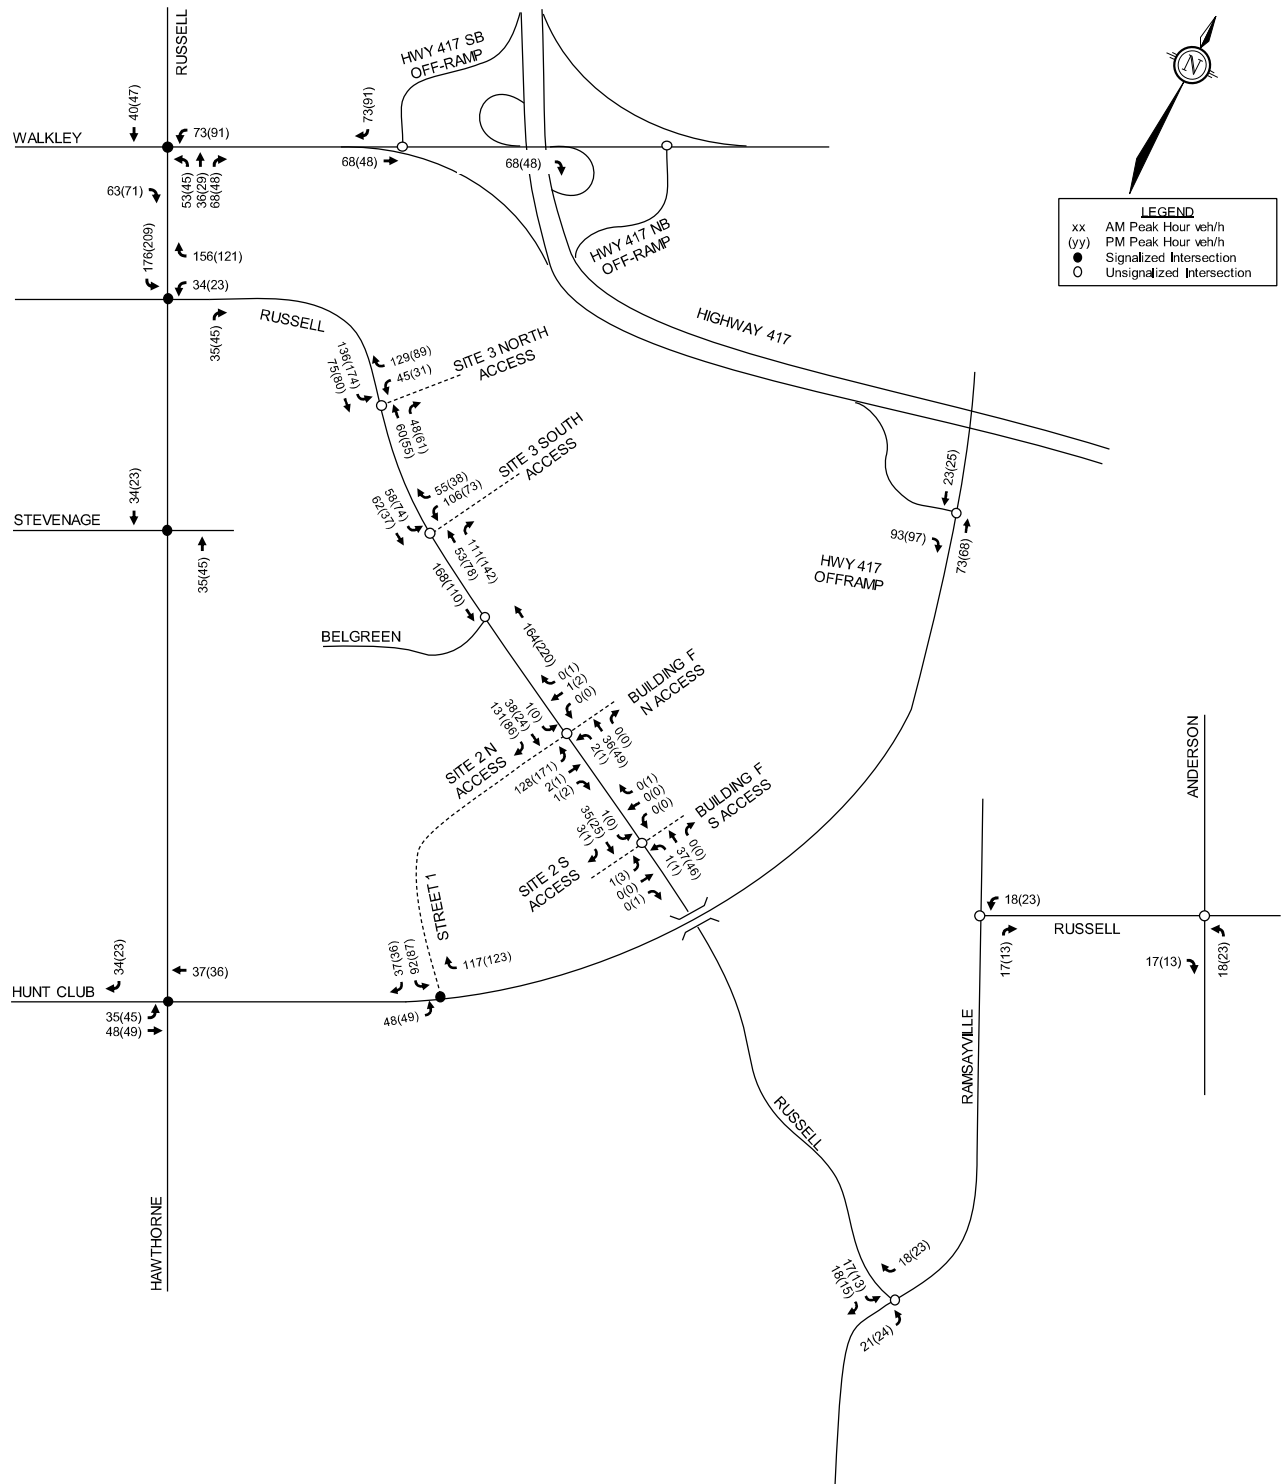 RUSSELL
HWY 417 SB
OFF-RAMP
N
40(47)
73(91)
73(91)
WALKLEY
68(48)
68(48)
63(71)
53(45)
36(29)
68(48)
LEGEND
xx AM Peak Hour veh/h
(yy) PM Peak Hour veh/h
Signalized Intersection
Unsignalized Intersection
176(209)
156(121)
HWY 417 NB
OFF-RAMP
34(23)
RUSSELL
35(45)
HIGHWAY 417
136(174)
75(80)
129(89)
45(31)
SITE 3 NORTH
ACCESS
60(55)
48(61)
SITE 3 SOUTH
ACCESS
34(23)
STEVENAGE
35(45)
58(74)
62(37)
55(38)
106(73)
53(78)
111(142)
23(25)
93(97)
73(68)
HWY 417
OFFRAMP
168(110)
BELGREEN
164(220)
0(1)
1(2)
0(0)
BUILDING F
N ACCESS
1(0)
38(24)
131(86)
SITE 2 N
ACCESS
0(0)
36(49)
2(1)
128(171)
2(1)
1(2)
0(1)
0(0)
0(0)
BUILDING F
S ACCESS
1(0)
35(25)
3(1)
SITE 2 S
ACCESS
0(0)
37(46)
1(1)
1(3)
0(0)
0(1)
ANDERSON
STREET 1
18(23)
RUSSELL
17(13)
17(13)
18(23)
34(23)
37(36)
37(36)
92(87)
117(123)
HUNT CLUB
35(45)
48(49)
48(49)
RAMSAYVILLE
RUSSELL
HAWTHORNE
18(23)
17(13)
18(15)
21(24)